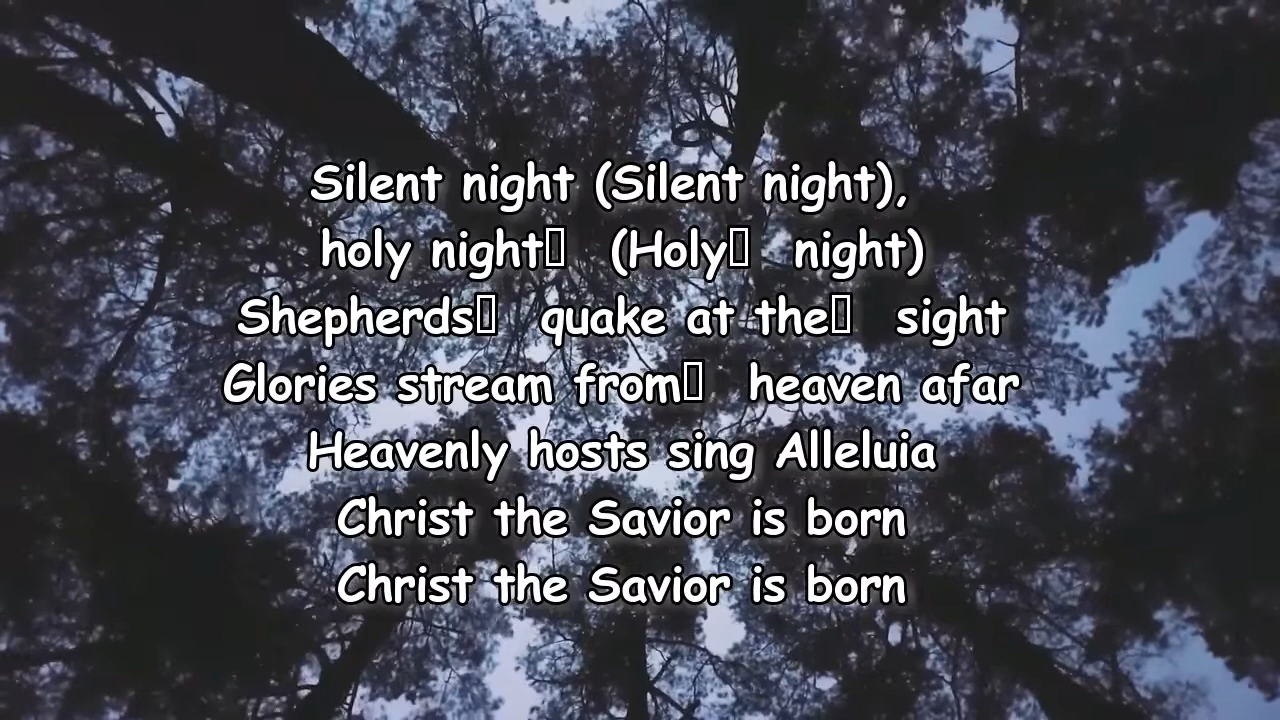 Silent night (Silent night),
holy night▯ (Holy▯ night)
Shepherds▯ quake at the▯ sight
Glories stream from▯ heaven afar
Heavenly hosts sing Alleluia
Christ the Savior is born
Christ the Savior is born